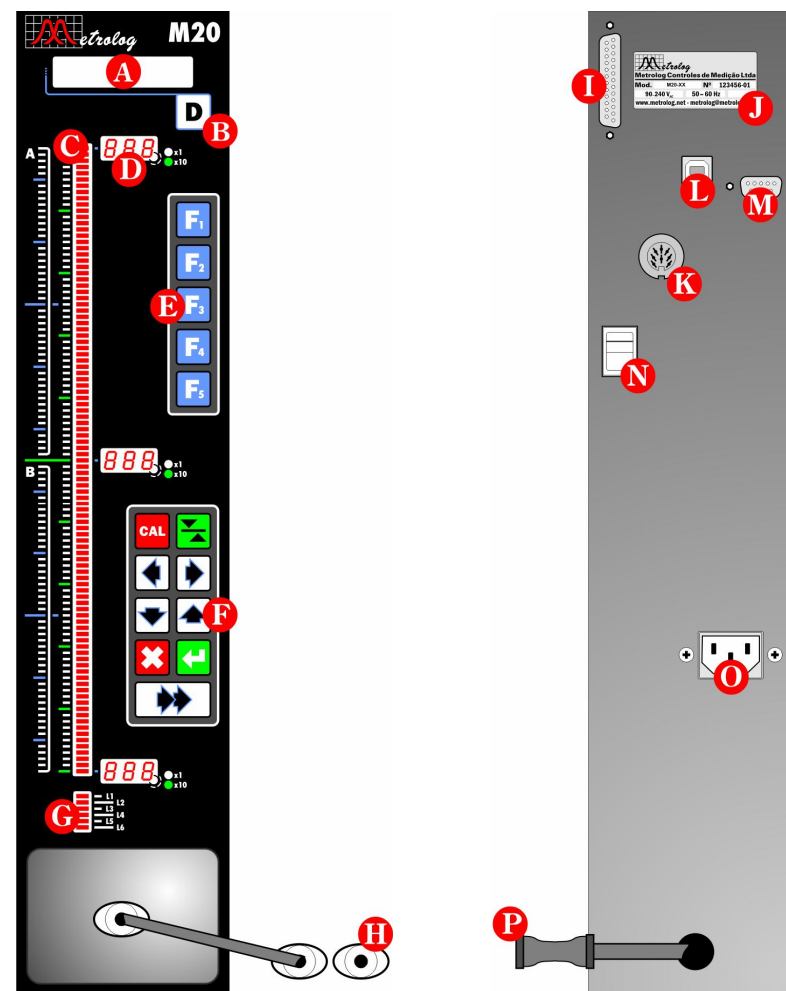 Metrolog M20
A
D
B
C
888
D
x1
x10
A
F1
F2
E
F3
F4
F5
888
x1
x10
B
CAL
F
888
x1
x10
G
L1
L2
L3
L4
L5
L6
H
I
Metrolog
Metrolog Controles de Medição Ltda
Mod. M20-XX Nº 123456-01
90-240 Vac 50~60 Hz
www.metrolog.net - metrolog@metrolo
J
L
M
K
N
O
P